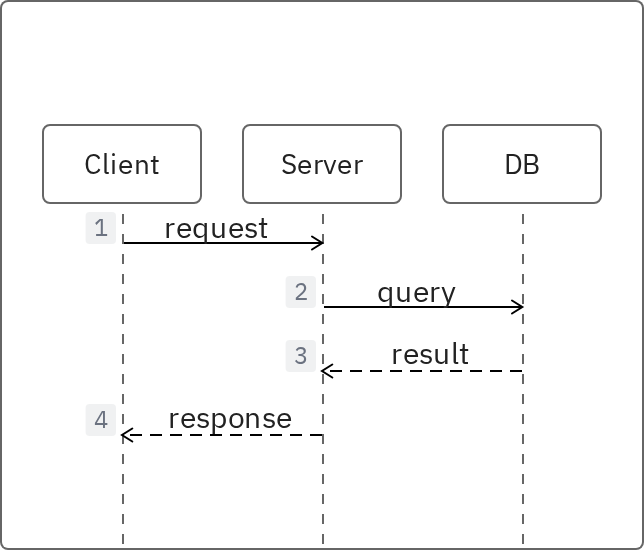 Client
Server
DB
1 request
2 query
3 result
4 response